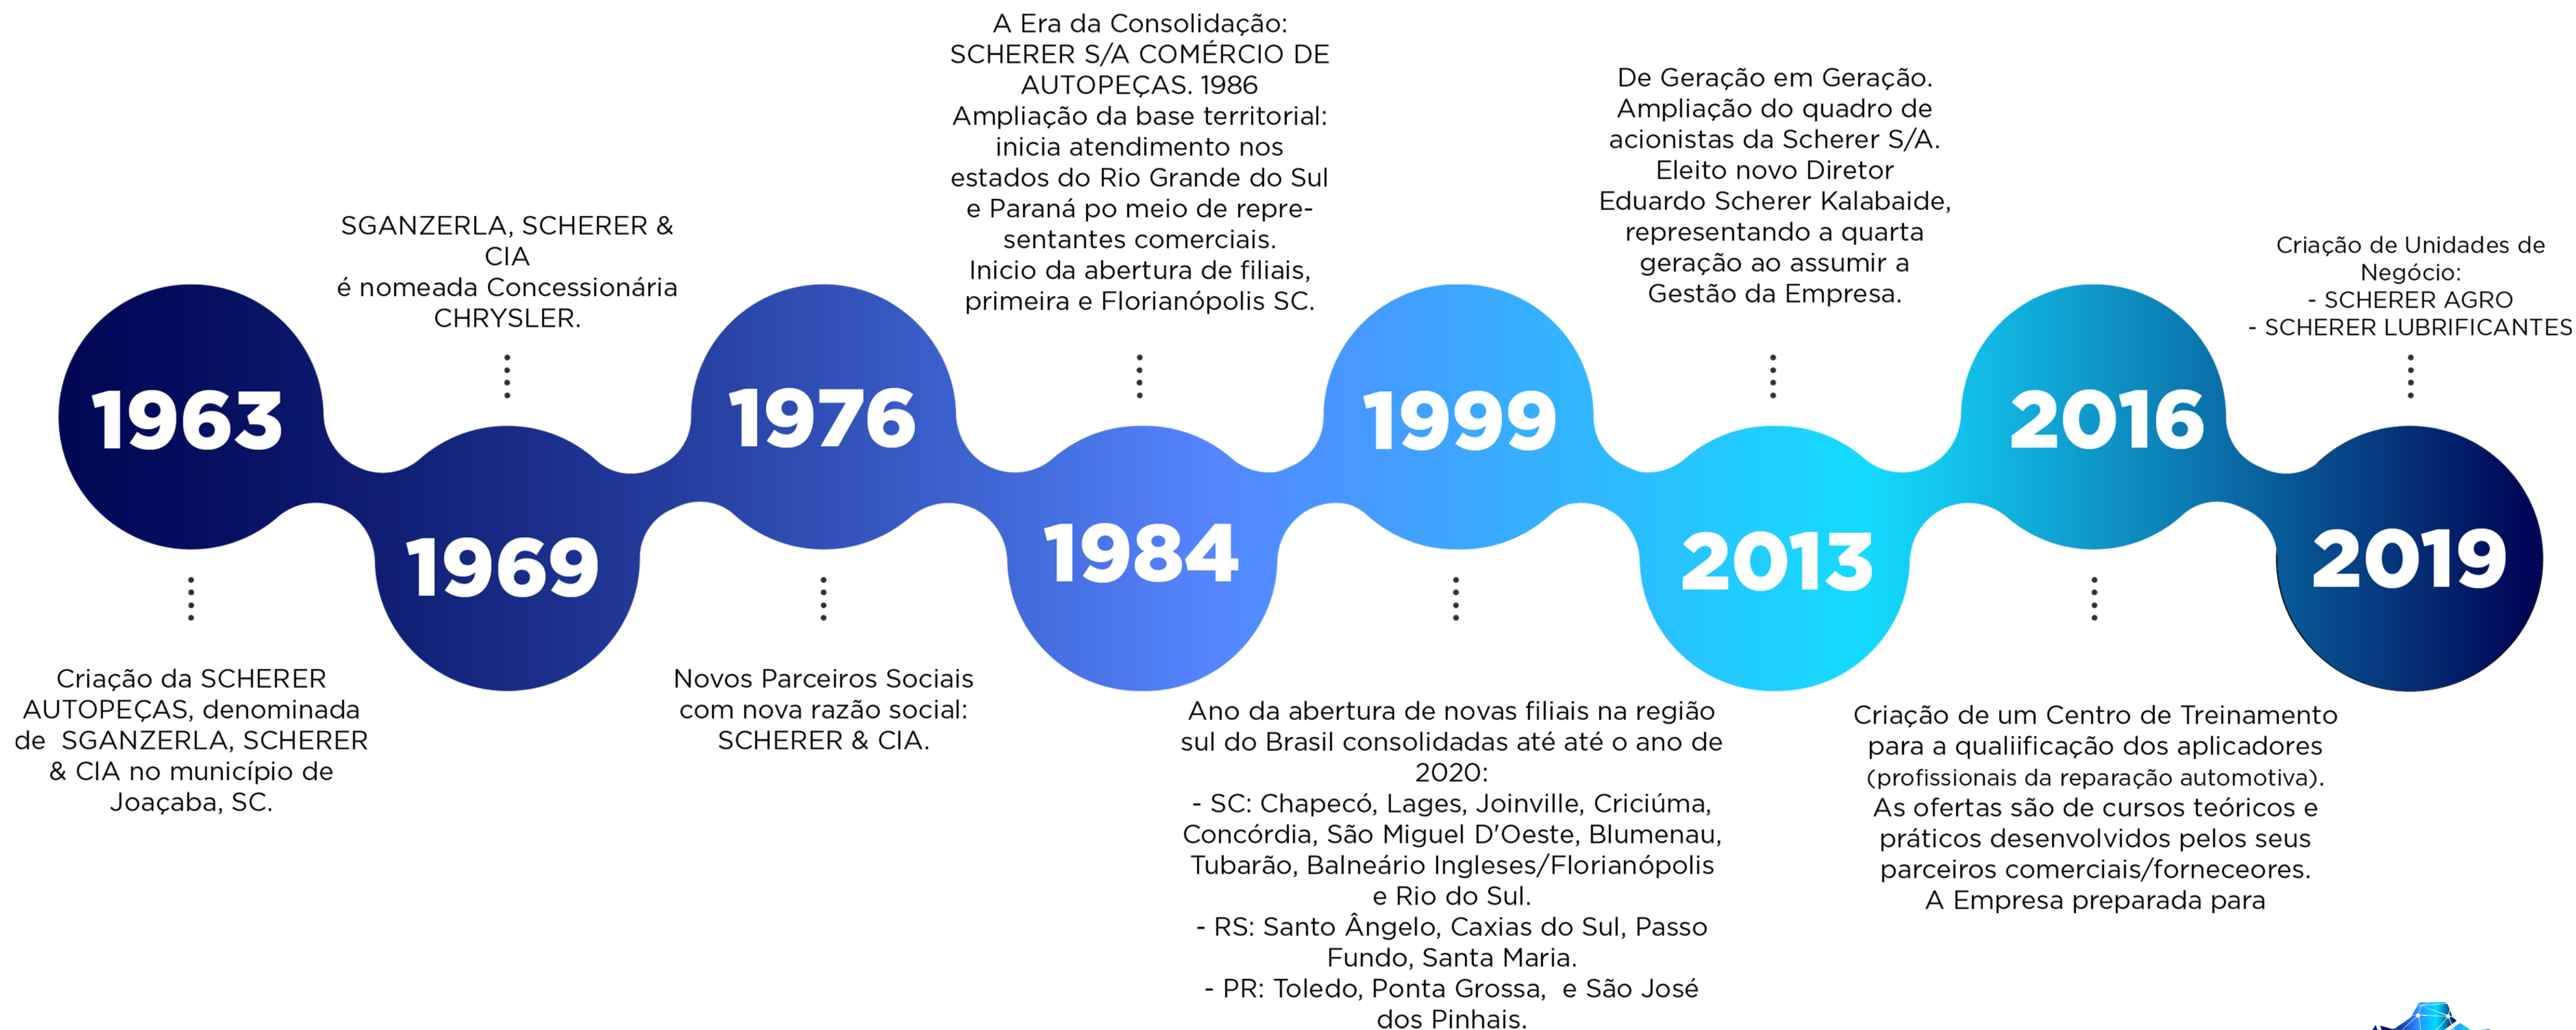 1963
Criação da SCHERER
AUTOPEÇAS, denominada
de  SGANZERLA, SCHERER
& CIA no município de
Joaçaba, SC.
SGANZERLA, SCHERER &
CIA
é nomeada Concessionária
CHRYSLER.
1969
1976
Novos Parceiros Sociais
com nova razão social:
SCHERER & CIA.
A Era da Consolidação:
SCHERER S/A COMÉRCIO DE
AUTOPEÇAS. 1986
Ampliação da base territorial:
inicia atendimento nos
estados do Rio Grande do Sul
e Paraná po meio de repre-
sentantes comerciais.
Inicio da abertura de filiais,
primeira e Florianópolis SC.
1984
1999
Ano da abertura de novas filiais na região
sul do Brasil consolidadas até até o ano de
2020:
- SC: Chapecó, Lages, Joinville, Criciúma,
Concórdia, São Miguel D'Oeste, Blumenau,
Tubarão, Balneário Ingleses/Florianópolis
e Rio do Sul.
- RS: Santo Ângelo, Caxias do Sul, Passo
Fundo, Santa Maria.
- PR: Toledo, Ponta Grossa,  e São José
dos Pinhais.
De Geração em Geração.
Ampliação do quadro de
acionistas da Scherer S/A.
Eleito novo Diretor
Eduardo Scherer Kalabaide,
representando a quarta
geração ao assumir a
Gestão da Empresa.
2013
2016
Criação de um Centro de Treinamento
para a qualiificação dos aplicadores
(profissionais da reparação automotiva).
As ofertas são de cursos teóricos e
práticos desenvolvidos pelos seus
parceiros comerciais/forneceores.
A Empresa preparada para
Criação de Unidades de
Negócio:
- SCHERER AGRO
- SCHERER LUBRIFICANTES
2019